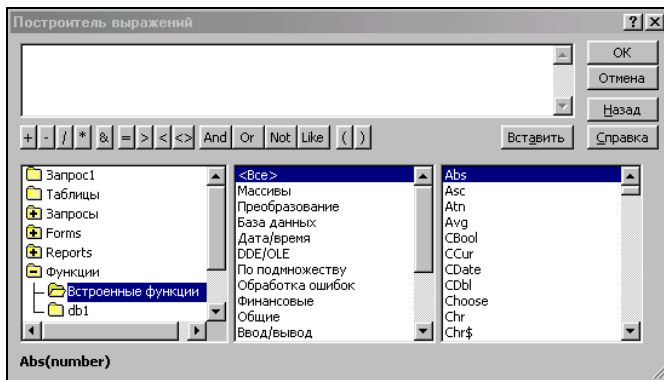 Построитель выражений
OK
Отмена
Назад
+ - / * & = > < <> And Or Not Like ( ) Вставить Справка
Запрос1
Таблицы
Запросы
Forms
Reports
Функции
Встроенные функции
db1
<Все>
Массивы
Преобразование
База данных
Дата/время
DDE/OLE
По подмножеству
Обработка ошибок
Финансовые
Общие
Ввод/вывод
Abs
Asc
Atn
Avg
CBool
CCur
CDate
CDbl
Choose
Chr
Chr$
Abs(number)